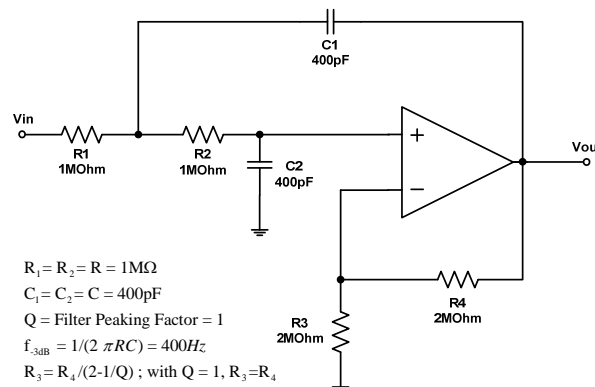 C1
400pF
Vin
Vou
R1
1MOhm
R2
1MOhm
C2
400pF
+
−
R4
2MOhm
R3
2MOhm
R₁= R₂= R = 1MΩ
C₁= C₂= C = 400pF
Q = Filter Peaking Factor = 1
f₋₃dB = 1/(2 πRC) = 400Hz
R₃= R₄/(2-1/Q) ; with Q = 1, R₃=R₄